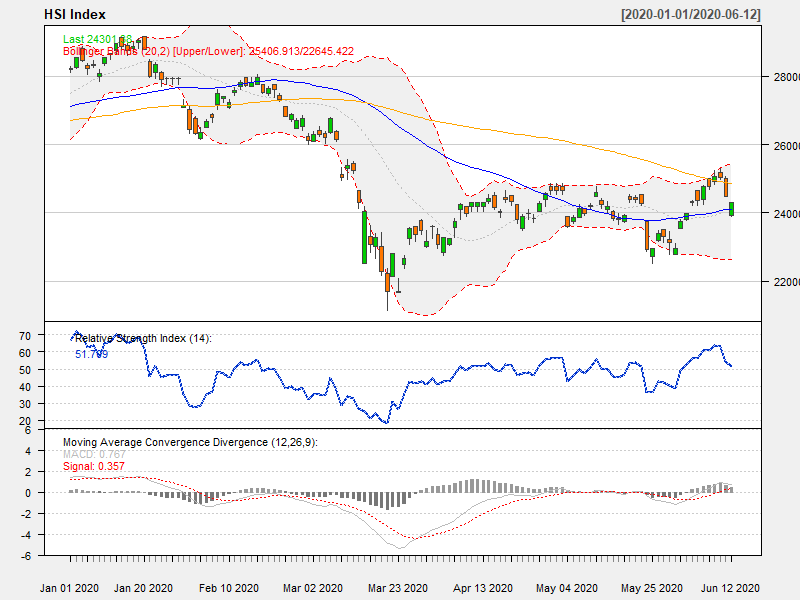 HSI Index [2020-01-01/2020-06-12]
Last 24301.38
Bollinger Bands (20,2) [Upper/Lower]: 25406.913/22645.422
28000
26000
24000
22000
Relative Strength Index (14):
51.799
70
60
50
40
30
20
Moving Average Convergence Divergence (12,26,9):
MACD: 0.767
Signal: 0.357
6
4
2
0
-2
-4
-6
Jan 01 2020 Jan 20 2020 Feb 10 2020 Mar 02 2020 Mar 23 2020 Apr 13 2020 May 04 2020 May 25 2020 Jun 12 2020